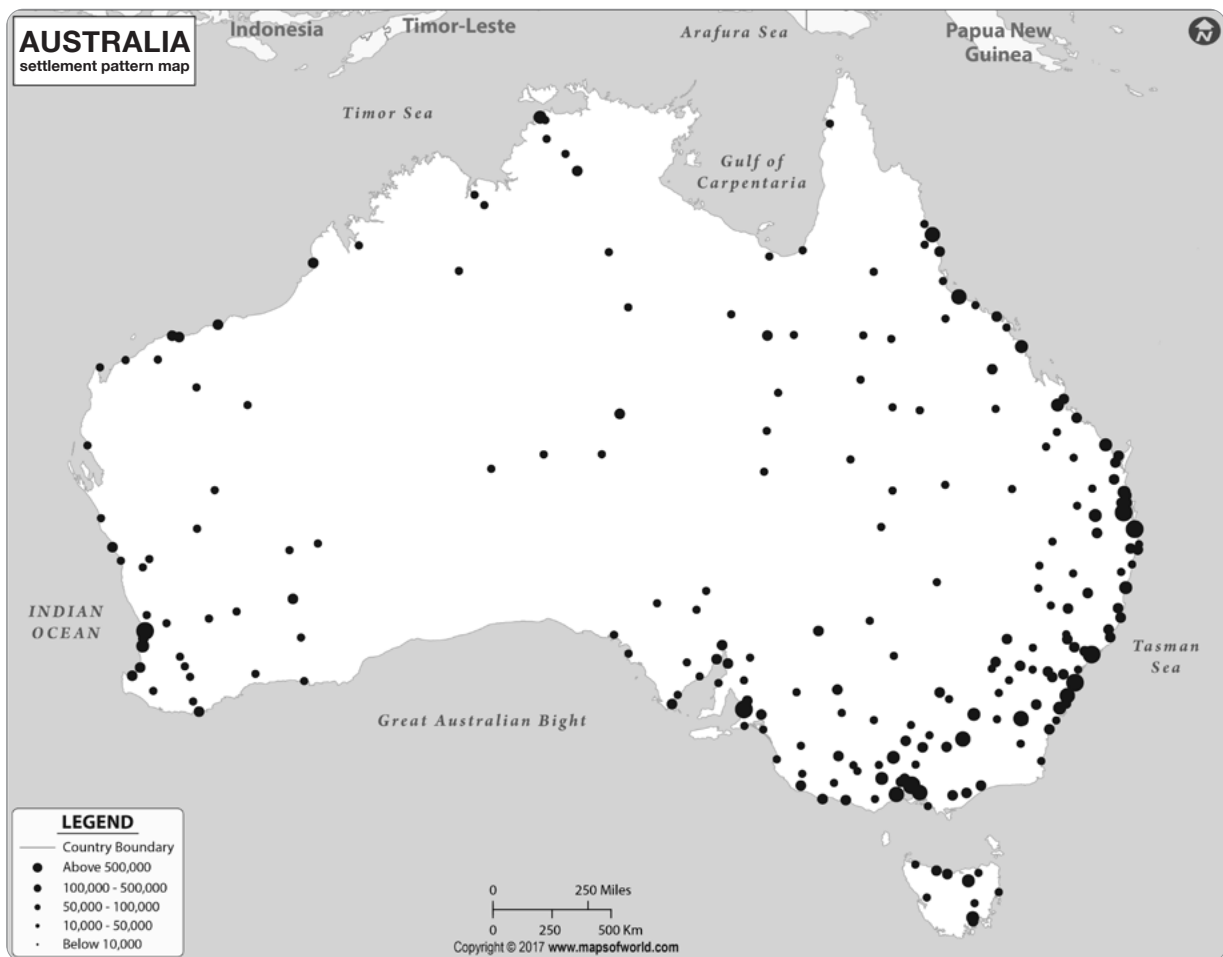 AUSTRALIA
settlement pattern map
Indonesia
Timor-Leste
Arafura Sea
Papua New
Guinea
N
Timor Sea
Gulf of
Carpentaria
INDIAN
OCEAN
Tasman
Sea
Great Australian Bight
LEGEND
Country Boundary
Above 500,000
100,000 - 500,000
50,000 - 100,000
10,000 - 50,000
Below 10,000
0 250 Miles
0 250 500 Km
Copyright © 2017 www.mapsofworld.com